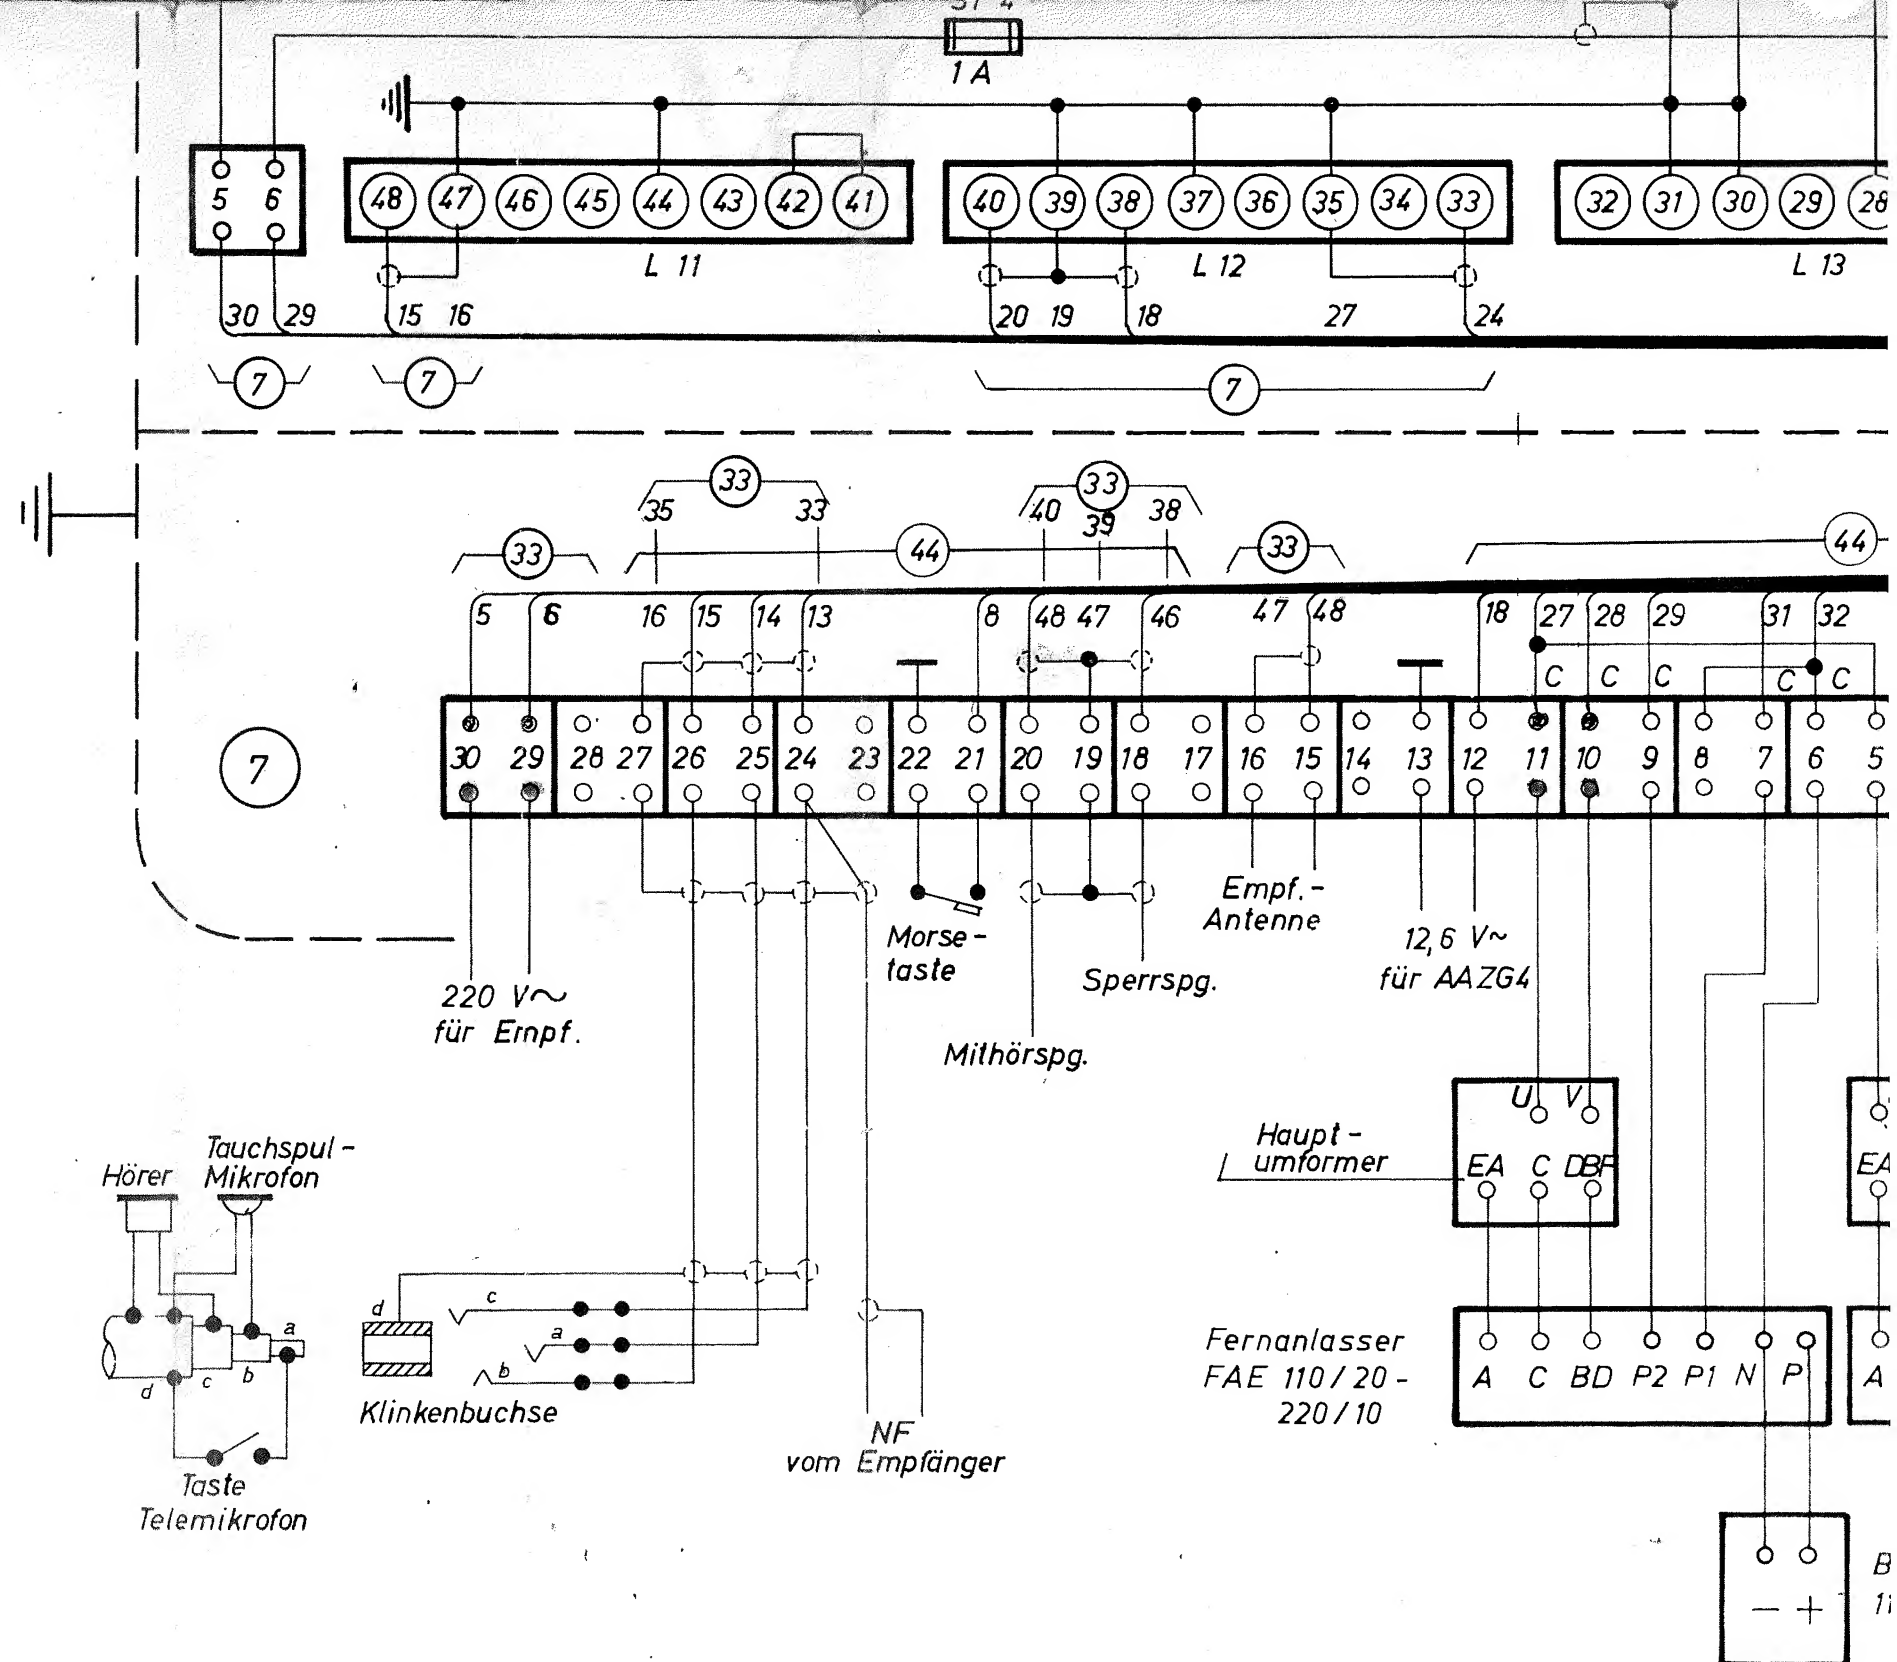 1 A
5 6
48 47 46 45 44 43 42 41
40 39 38 37 36 35 34 33
32 31 30 29 28
L 11
L 12
L 13
30 29 15 16 20 19 18 27 24
7 7 7
33 33 33 33
35 33 40 39 38
44 44
5 6 16 15 14 13 8 48 47 46 47 48 18 27 28 29 31 32
C C C C C
7
30 29 28 27 26 25 24 23 22 21 20 19 18 17 16 15 14 13 12 11 10 9 8 7 6 5
220 V~
für Empf.
Morse-
taste
Mithörspg.
Sperrspg.
Empf.-
Antenne
12,6 V~
für AAZG4
Haupt-
umformer
U V
EA C DBF
EA
Hörer
Tauchspul-
Mikrofon
a
b
c
d
Taste
Telemikrofon
d
c
a
b
Klinkenbuchse
NF
vom Empfänger
Fernanlasser
FAE 110/20-
220/10
A C BD P2 P1 N P
A
- +